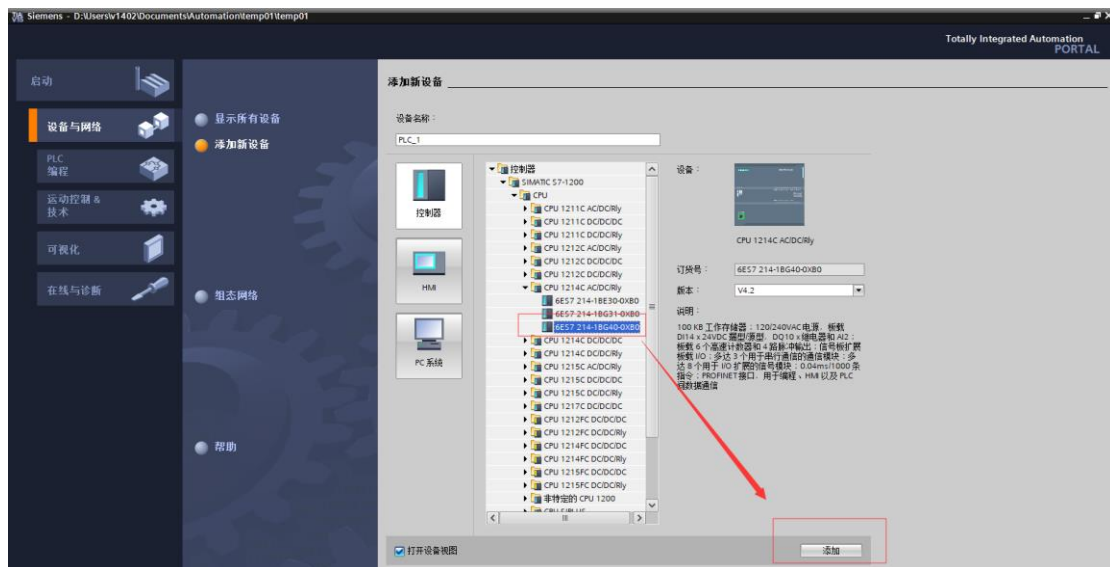 Siemens - D:\Users\v1402\Documents\Automation\temp01\temp01
Totally Integrated Automation
PORTAL
启动
设备与网络
PLC
编程
运动控制 &
技术
可视化
在线与诊断
显示所有设备
添加新设备
组态网络
帮助
添加新设备
设备名称：
PLC_1
控制器
HMI
PC 系统
控制器
SIMATIC S7-1200
CPU
CPU 1211C AC/DC/Rly
CPU 1211C DC/DC/DC
CPU 1211C DC/DC/Rly
CPU 1212C AC/DC/Rly
CPU 1212C DC/DC/DC
CPU 1212C DC/DC/Rly
CPU 1214C AC/DC/Rly
6ES7 214-1BE30-0XB0
6ES7 214-1BG31-0XB0
6ES7 214-1BG40-0XB0
CPU 1214C DC/DC/DC
CPU 1214C DC/DC/Rly
CPU 1215C AC/DC/Rly
CPU 1215C DC/DC/DC
CPU 1215C DC/DC/Rly
CPU 1217C DC/DC/DC
CPU 1212FC DC/DC/DC
CPU 1212FC DC/DC/Rly
CPU 1214FC DC/DC/DC
CPU 1214FC DC/DC/Rly
CPU 1215FC DC/DC/DC
CPU 1215FC DC/DC/Rly
非特定的 CPU 1200
CPU SIPLUS
设备：
CPU 1214C AC/DC/Rly
订货号：
6ES7 214-1BG40-0XB0
版本：
V4.2
说明：
100 KB 工作存储器；120/240VAC 电源，板载
DI14 x 24VDC 漏型/源型，DQ10 x 继电器和 AI2；
板载 6 个高速计数器和 4 路脉冲输出；信号板扩展
板载 I/O；多达 3 个用于串行通信的通信模块；多
达 8 个用于 I/O 扩展的信号模块；0.04ms/1000 条
指令；PROFINET 接口，用于编程、HMI 以及 PLC
间数据通信
打开设备视图
添加